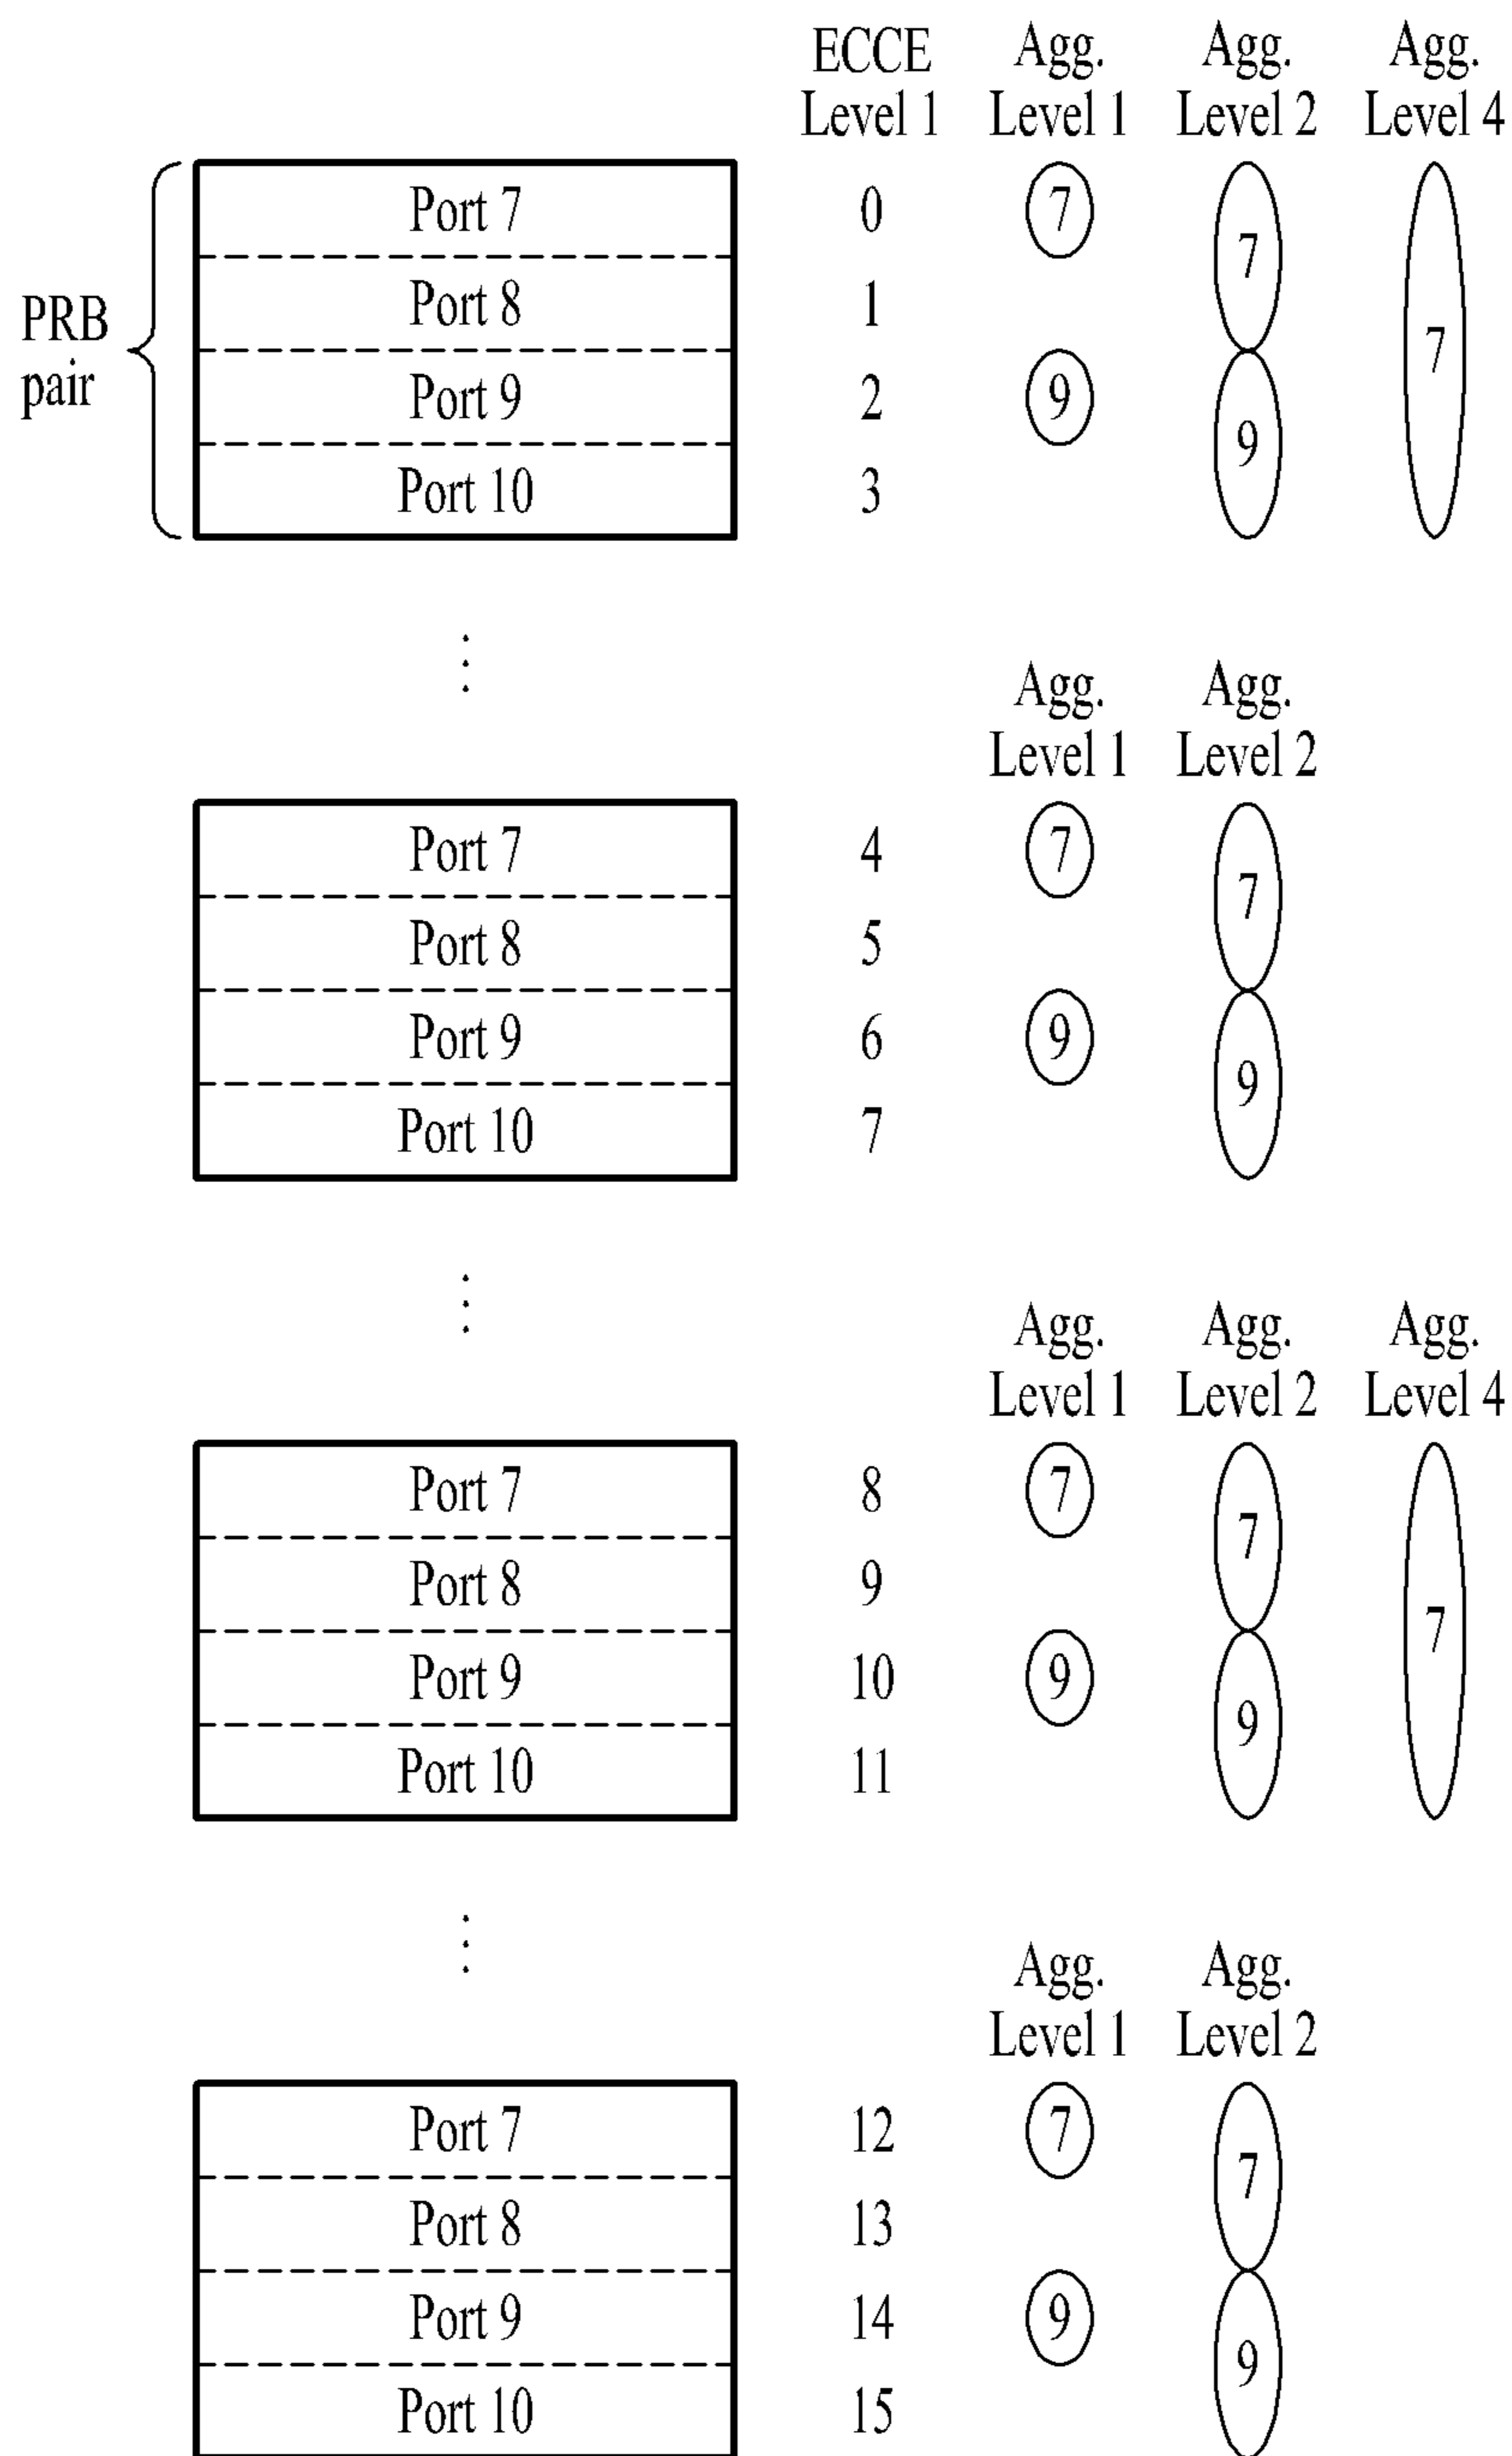 ECCE Agg. Agg. Agg.
Level 1 Level 1 Level 2 Level 4
Port 7 0 7
7
Port 8 1
PRB
pair
7
Port 9 2 9
9
Port 10 3
Agg. Agg.
Level 1 Level 2
Port 7 4 7
7
Port 8 5
Port 9 6 9
9
Port 10 7
Agg. Agg. Agg.
Level 1 Level 2 Level 4
Port 7 8 7
7
Port 8 9
7
Port 9 10 9
9
Port 10 11
Agg. Agg.
Level 1 Level 2
Port 7 12 7
7
Port 8 13
Port 9 14 9
9
Port 10 15